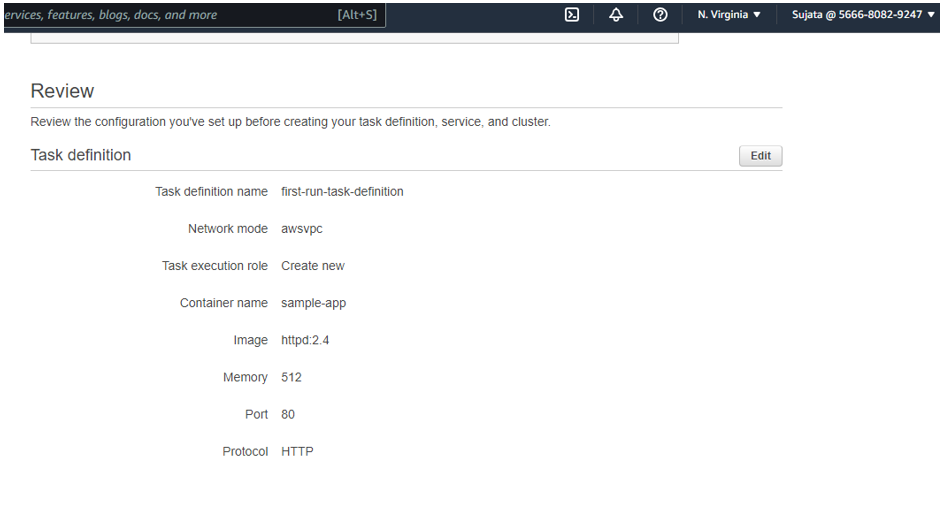 ervices, features, blogs, docs, and more [Alt+S] N. Virginia ▼ Sujata @ 5666-8082-9247 ▼
Review
Review the configuration you've set up before creating your task definition, service, and cluster.
Task definition Edit
Task definition name first-run-task-definition
Network mode awsvpc
Task execution role Create new
Container name sample-app
Image httpd:2.4
Memory 512
Port 80
Protocol HTTP